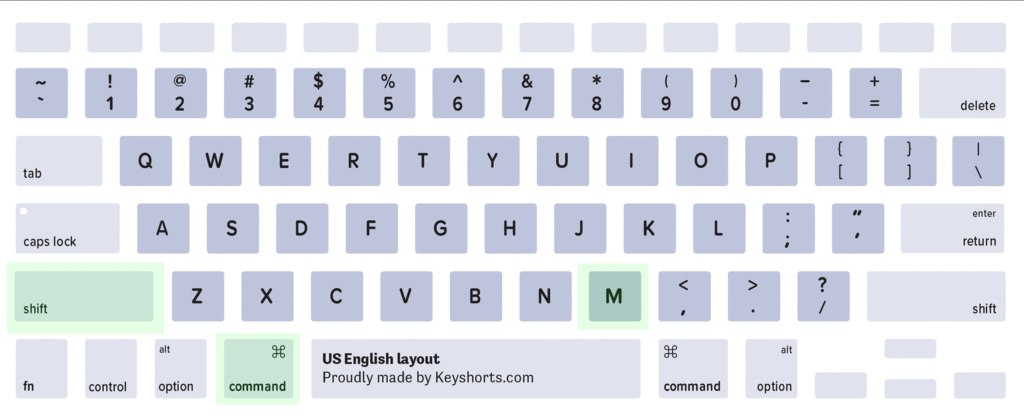 ~ ! @ # $ % ^ & * ( ) – +
` 1 2 3 4 5 6 7 8 9 0 - =
delete
tab Q W E R T Y U I O P { } |
[ ] \
caps lock A S D F G H J K L : " enter
; ' return
shift Z X C V B N M < > ? shift
, . /
fn control alt option ⌘ command US English layout ⌘ command alt option
Proudly made by Keyshorts.com